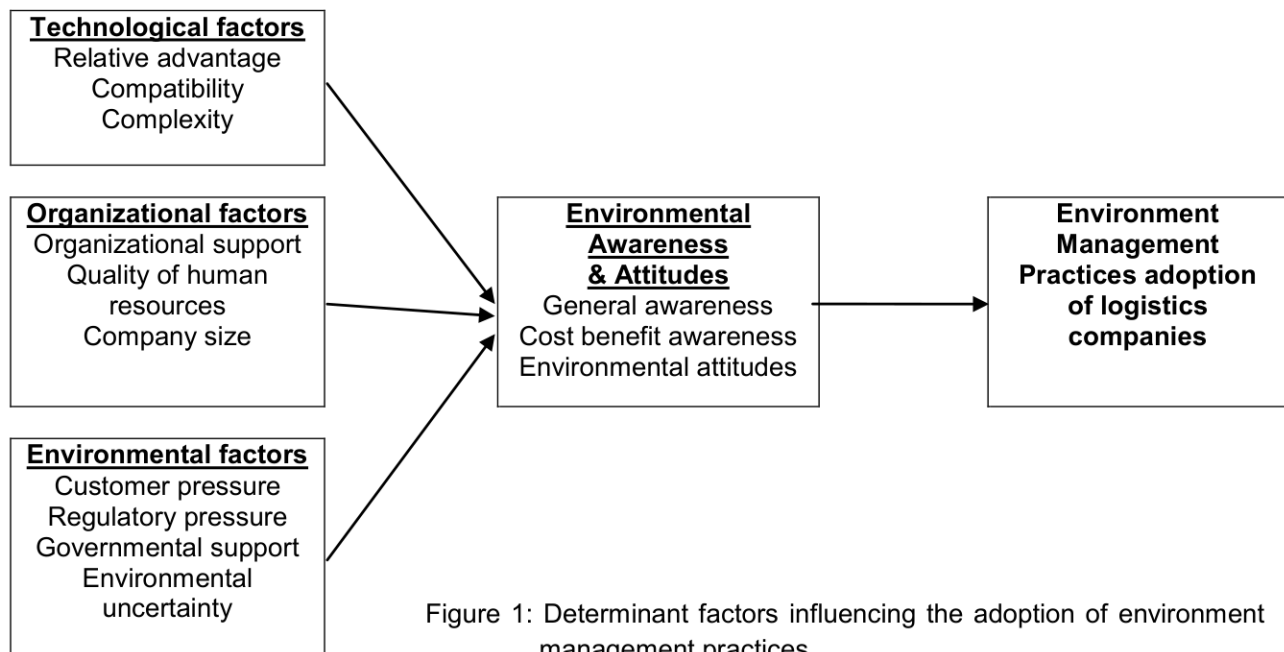 Technological factors
Relative advantage
Compatibility
Complexity
Organizational factors
Organizational support
Quality of human
resources
Company size
Environmental factors
Customer pressure
Regulatory pressure
Governmental support
Environmental
uncertainty
Environmental
Awareness
& Attitudes
General awareness
Cost benefit awareness
Environmental attitudes
Environment
Management
Practices adoption
of logistics
companies
Figure 1: Determinant factors influencing the adoption of environment
management practices